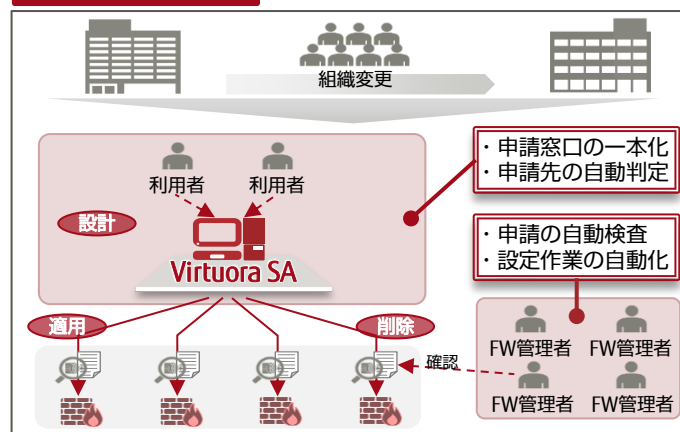 組織変更
・申請窓口の一本化
・申請先の自動判定
利用者 利用者
設計
Virtuora SA
・申請の自動検査
・設定作業の自動化
適用 削除
FW管理者 FW管理者
確認
FW管理者 FW管理者